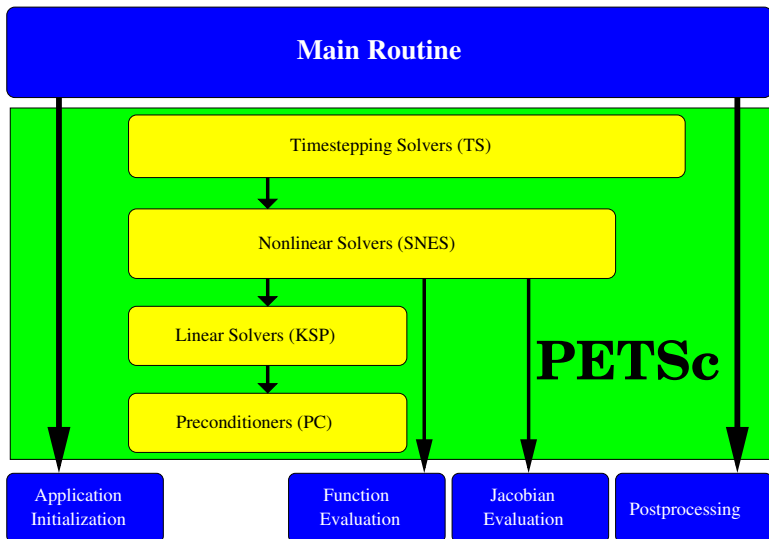 Main Routine
Timestepping Solvers (TS)
Nonlinear Solvers (SNES)
Linear Solvers (KSP)
PETSc
Preconditioners (PC)
Application
Initialization
Function
Evaluation
Jacobian
Evaluation
Postprocessing